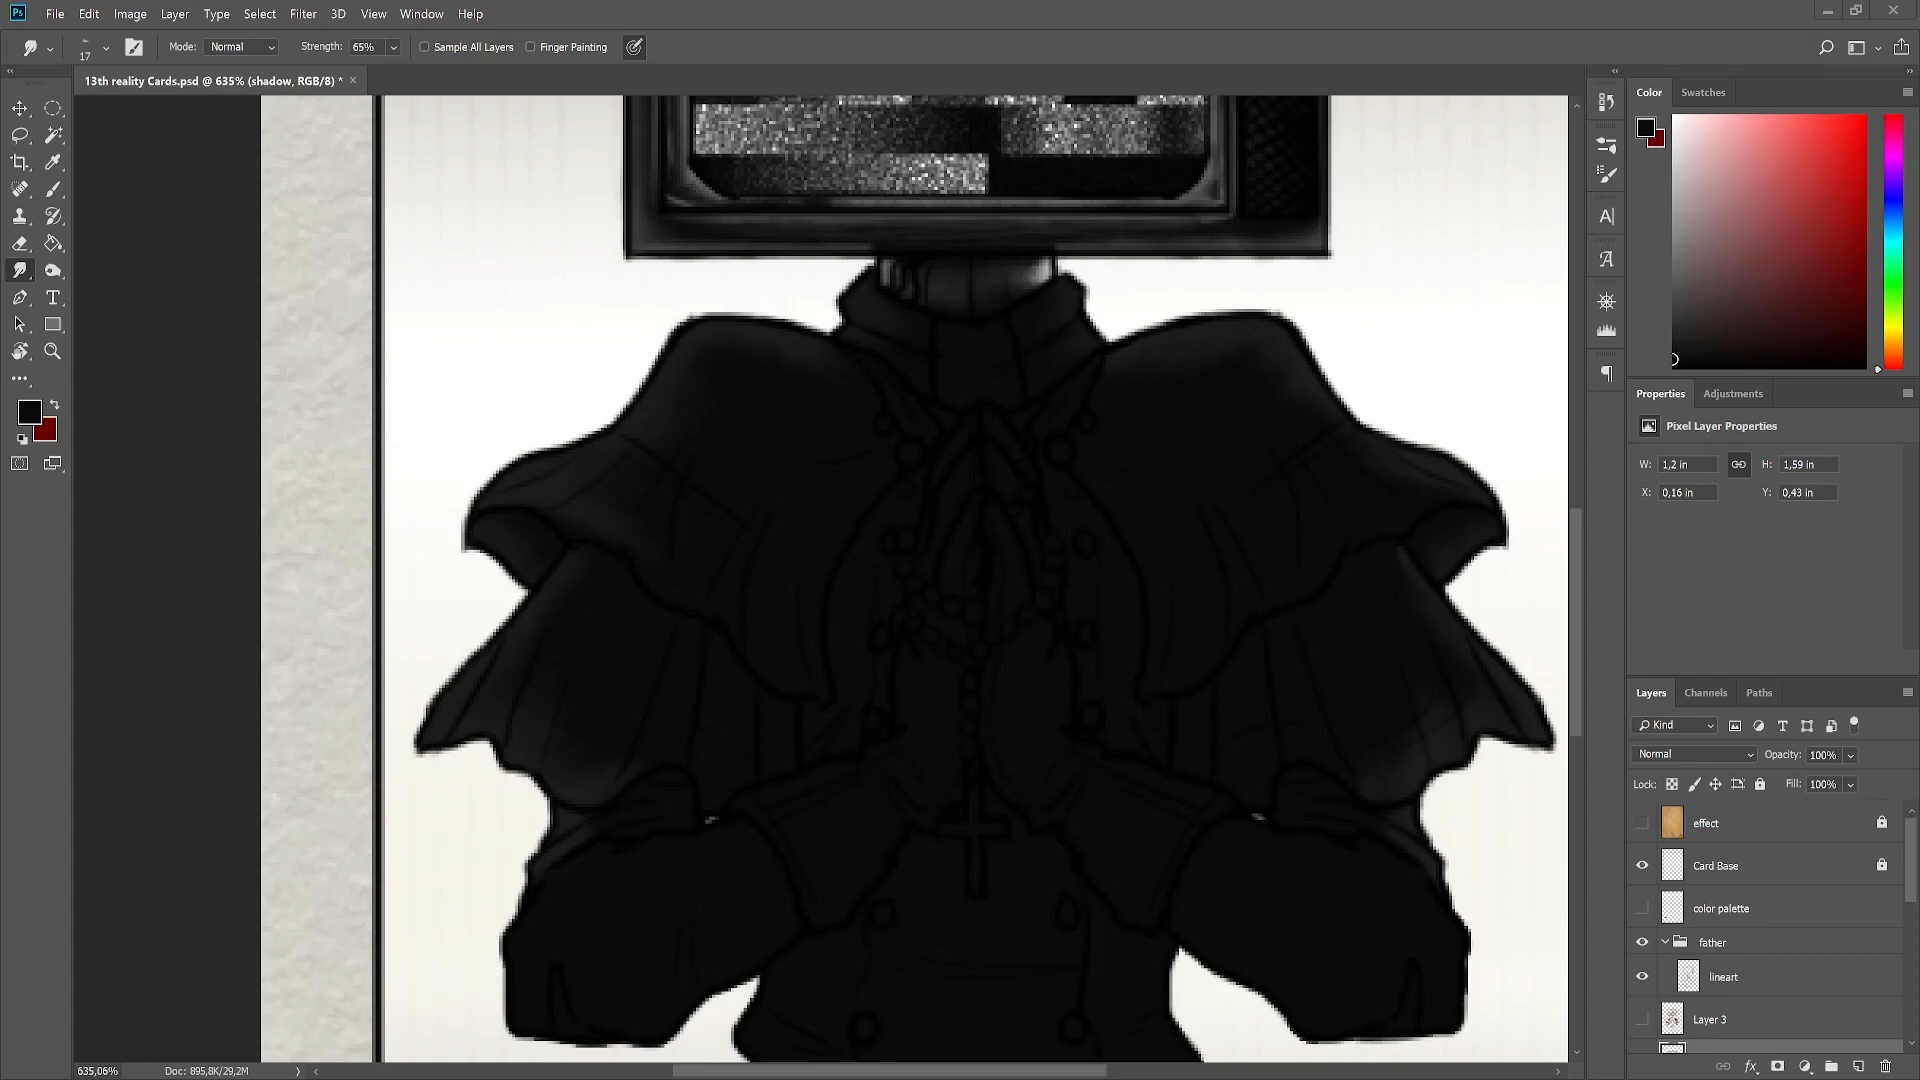 Ps File Edit Image Layer Type Select Filter 3D View Window Help
17 Mode: Normal Strength: 65% Sample All Layers Finger Painting
13th reality Cards.psd @ 635% (shadow, RGB/8) *
Color Swatches
Properties Adjustments
Pixel Layer Properties
W: 1,2 in H: 1,59 in
X: 0,16 in Y: 0,43 in
Layers Channels Paths
Kind
Normal Opacity: 100%
Lock: Fill: 100%
effect
Card Base
color palette
father
lineart
Layer 3
635,06% Doc: 895,8K/29,2M